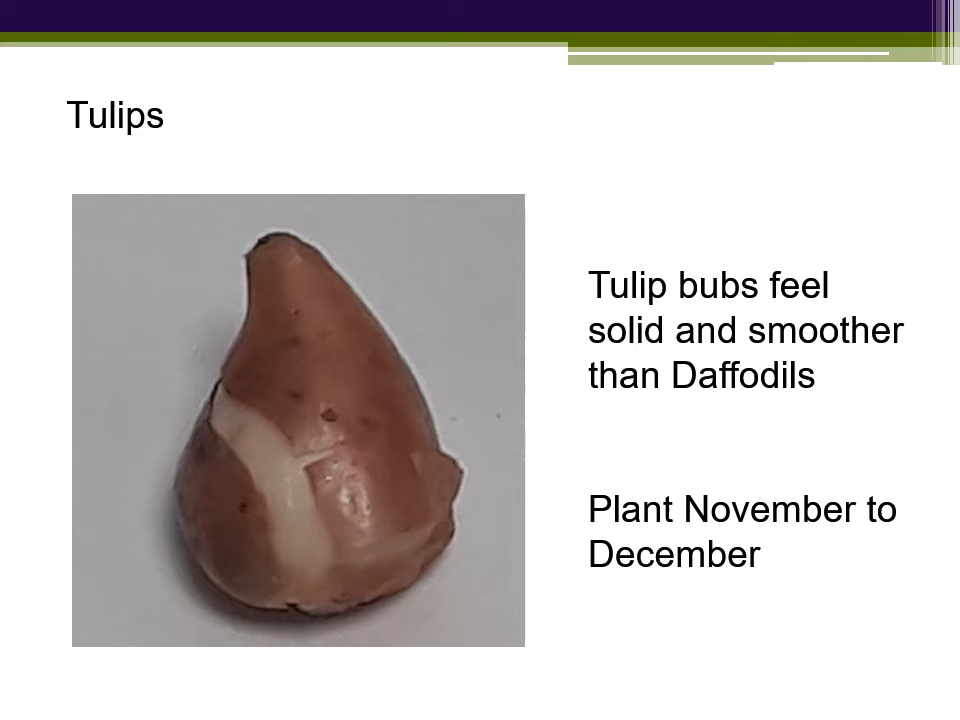 Tulips
Tulip bubs feel
solid and smoother
than Daffodils
Plant November to
December